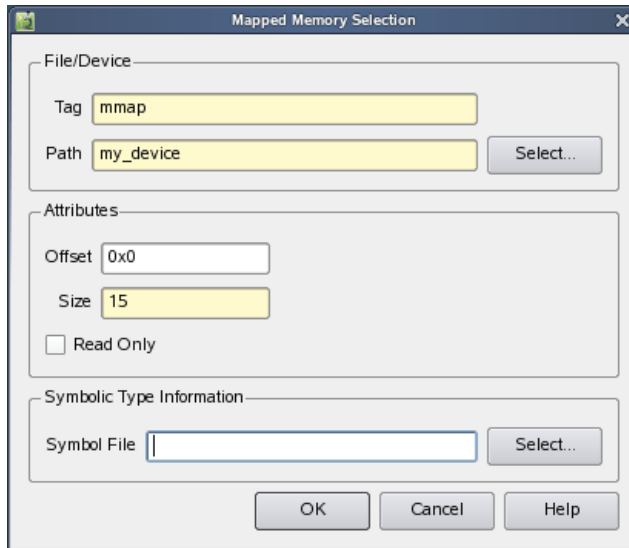 Mapped Memory Selection
File/Device
Tag mmap
Path my_device Select...
Attributes
Offset 0x0
Size 15
Read Only
Symbolic Type Information
Symbol File Select...
OK Cancel Help